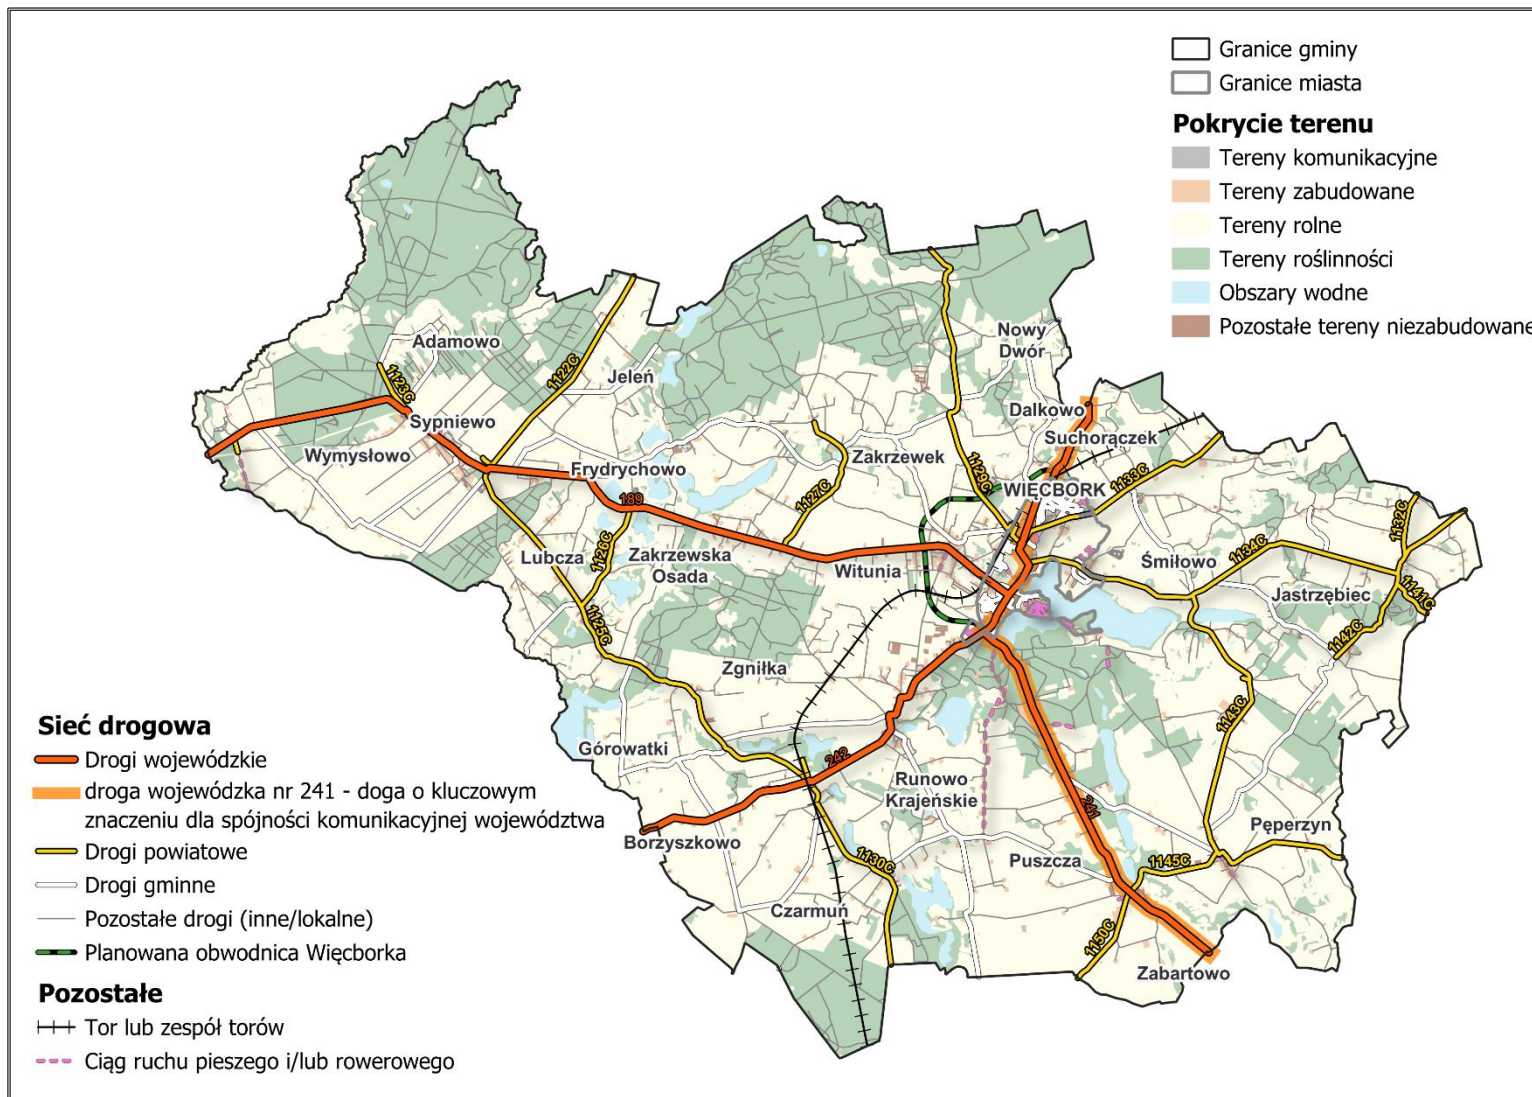 Granice gminy
Granice miasta
Pokrycie terenu
Tereny komunikacyjne
Tereny zabudowane
Tereny rolne
Tereny roślinności
Obszary wodne
Pozostałe tereny niezabudowane
Nowy
Dwór
Adamowo
1123C
1122C
Jeleń
Dalkowo
Sypniewo
Suchorączek
Wymysłowo
Frydrychowo
Zakrzewek
1129C
WIĘCBORK
1133C
189
1127C
1132C
Lubcza
1126C
Zakrzewska
Osada
Witunia
1134C
Śmiłowo
Jastrzębiec
1141C
1125C
1142C
Zgniłka
1143C
Górowatki
242
Runowo
Krajeńskie
241
Borzyszkowo
Pęperzyn
1130C
Puszcza
1145C
Czarmuń
1150C
Zabartowo
Sieć drogowa
Drogi wojewódzkie
droga wojewódzka nr 241 - doga o kluczowym
znaczeniu dla spójności komunikacyjnej województwa
Drogi powiatowe
Drogi gminne
Pozostałe drogi (inne/lokalne)
Planowana obwodnica Więcborka
Pozostałe
Tor lub zespół torów
Ciąg ruchu pieszego i/lub rowerowego